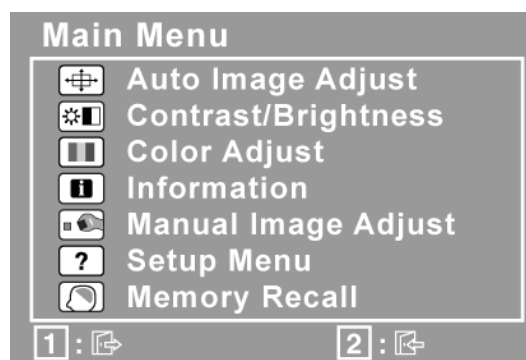 Main Menu
Auto Image Adjust
Contrast/Brightness
Color Adjust
i Information
Manual Image Adjust
? Setup Menu
Memory Recall
1 : 2 :